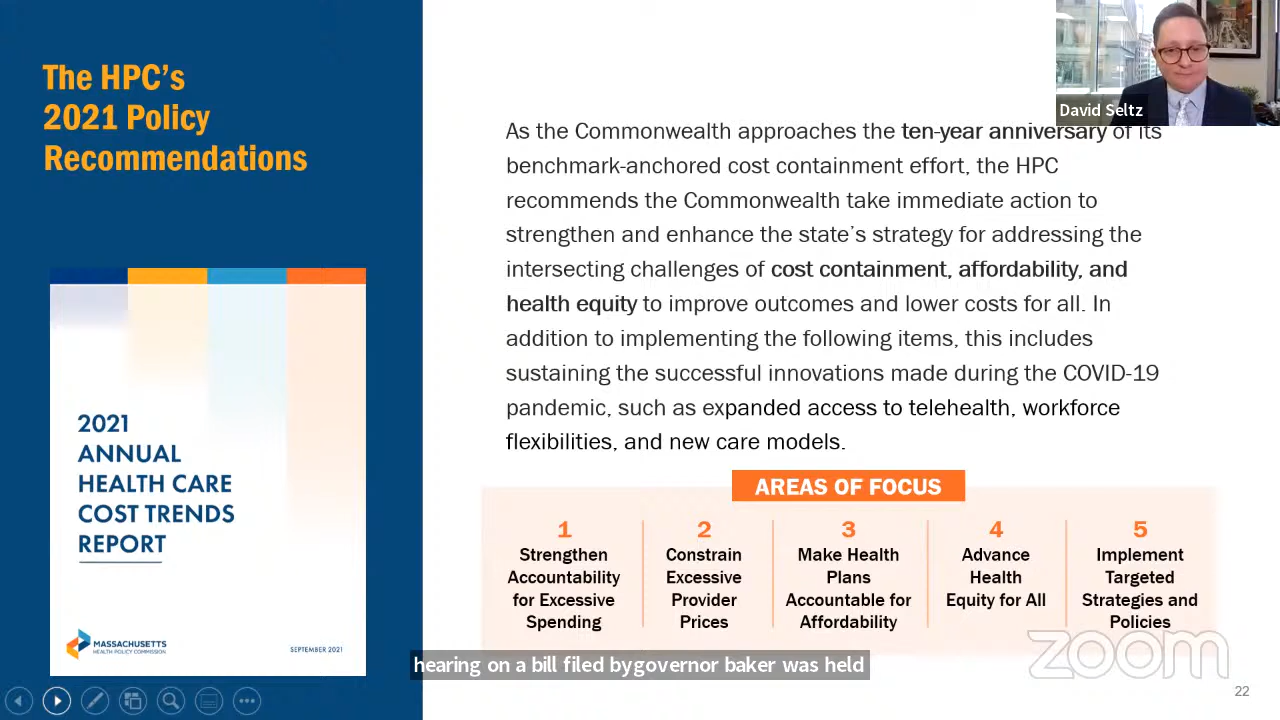 The HPC's
2021 Policy
Recommendations
David Seltz
As the Commonwealth approaches the ten-year anniversary of its
benchmark-anchored cost containment effort, the HPC
recommends the Commonwealth take immediate action to
strengthen and enhance the state's strategy for addressing the
intersecting challenges of cost containment, affordability, and
health equity to improve outcomes and lower costs for all. In
addition to implementing the following items, this includes
sustaining the successful innovations made during the COVID-19
pandemic, such as expanded access to telehealth, workforce
flexibilities, and new care models.
2021
ANNUAL
HEALTH CARE
COST TRENDS
REPORT
MASSACHUSETTS
HEALTH POLICY COMMISSION
SEPTEMBER 2021
AREAS OF FOCUS
1
Strengthen
Accountability
for Excessive
Spending
2
Constrain
Excessive
Provider
Prices
3
Make Health
Plans
Accountable for
Affordability
4
Advance
Health
Equity for All
5
Implement
Targeted
Strategies and
Policies
zoom
hearing on a bill filed bygovernor baker was held
22